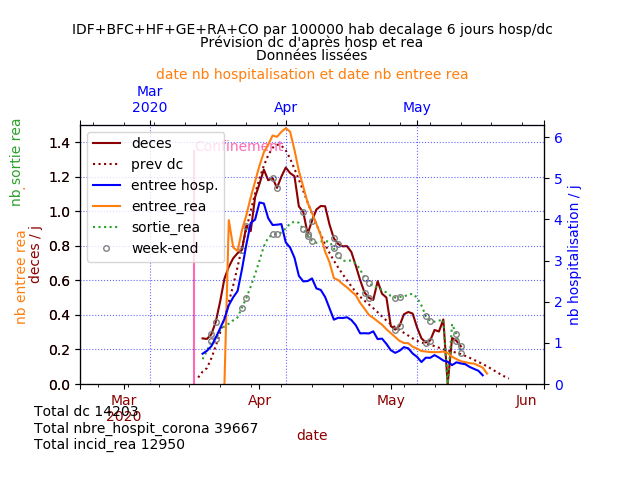 IDF+BFC+HF+GE+RA+CO par 100000 hab decalage 6 jours hosp/dc
Prévision dc d'après hosp et rea
Données lissées
date nb hospitalisation et date nb entree rea
Mar
2020
Apr
May
nb sortie rea
nb entree rea
deces / j
1.4
1.2
1.0
0.8
0.6
0.4
0.2
0.0
Confinement
deces
prev dc
entree hosp.
entree_rea
sortie_rea
week-end
6
5
4
3
2
1
0
nb hospitalisation / j
Mar
2020
Apr
May
Jun
date
Total dc 14203
Total nbre_hospit_corona 39667
Total incid_rea 12950